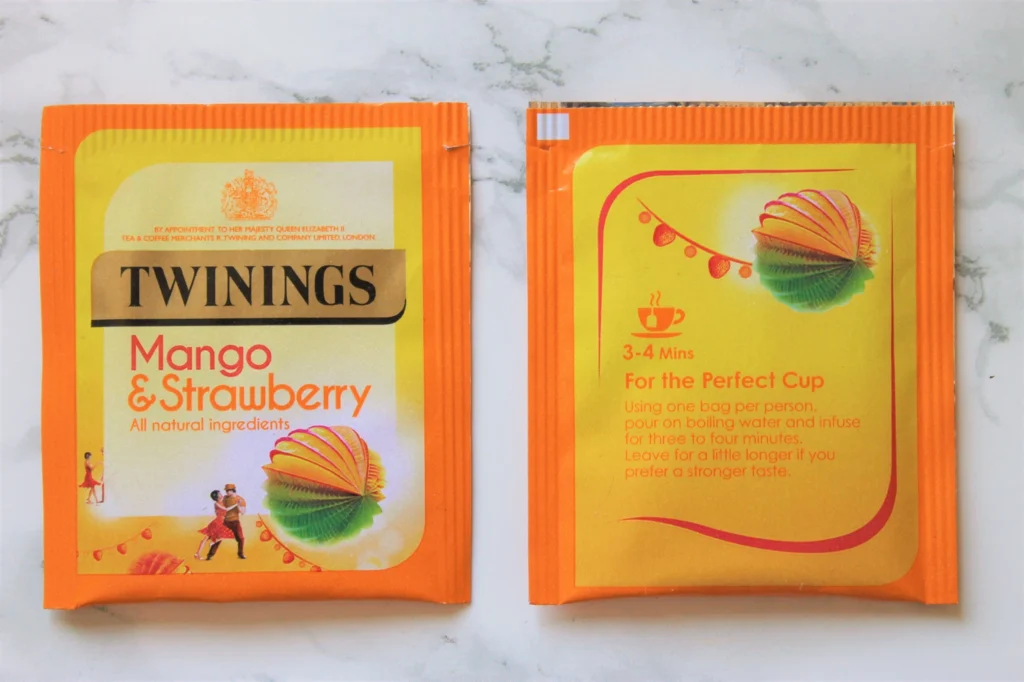 BY APPOINTMENT TO HER MAJESTY QUEEN ELIZABETH II
TEA & COFFEE MERCHANTS R. TWINING AND COMPANY LIMITED, LONDON
TWININGS
Mango
& Strawberry
All natural ingredients
3-4 Mins
For the Perfect Cup
Using one bag per person,
pour on boiling water and infuse
for three to four minutes.
Leave for a little longer if you
prefer a stronger taste.